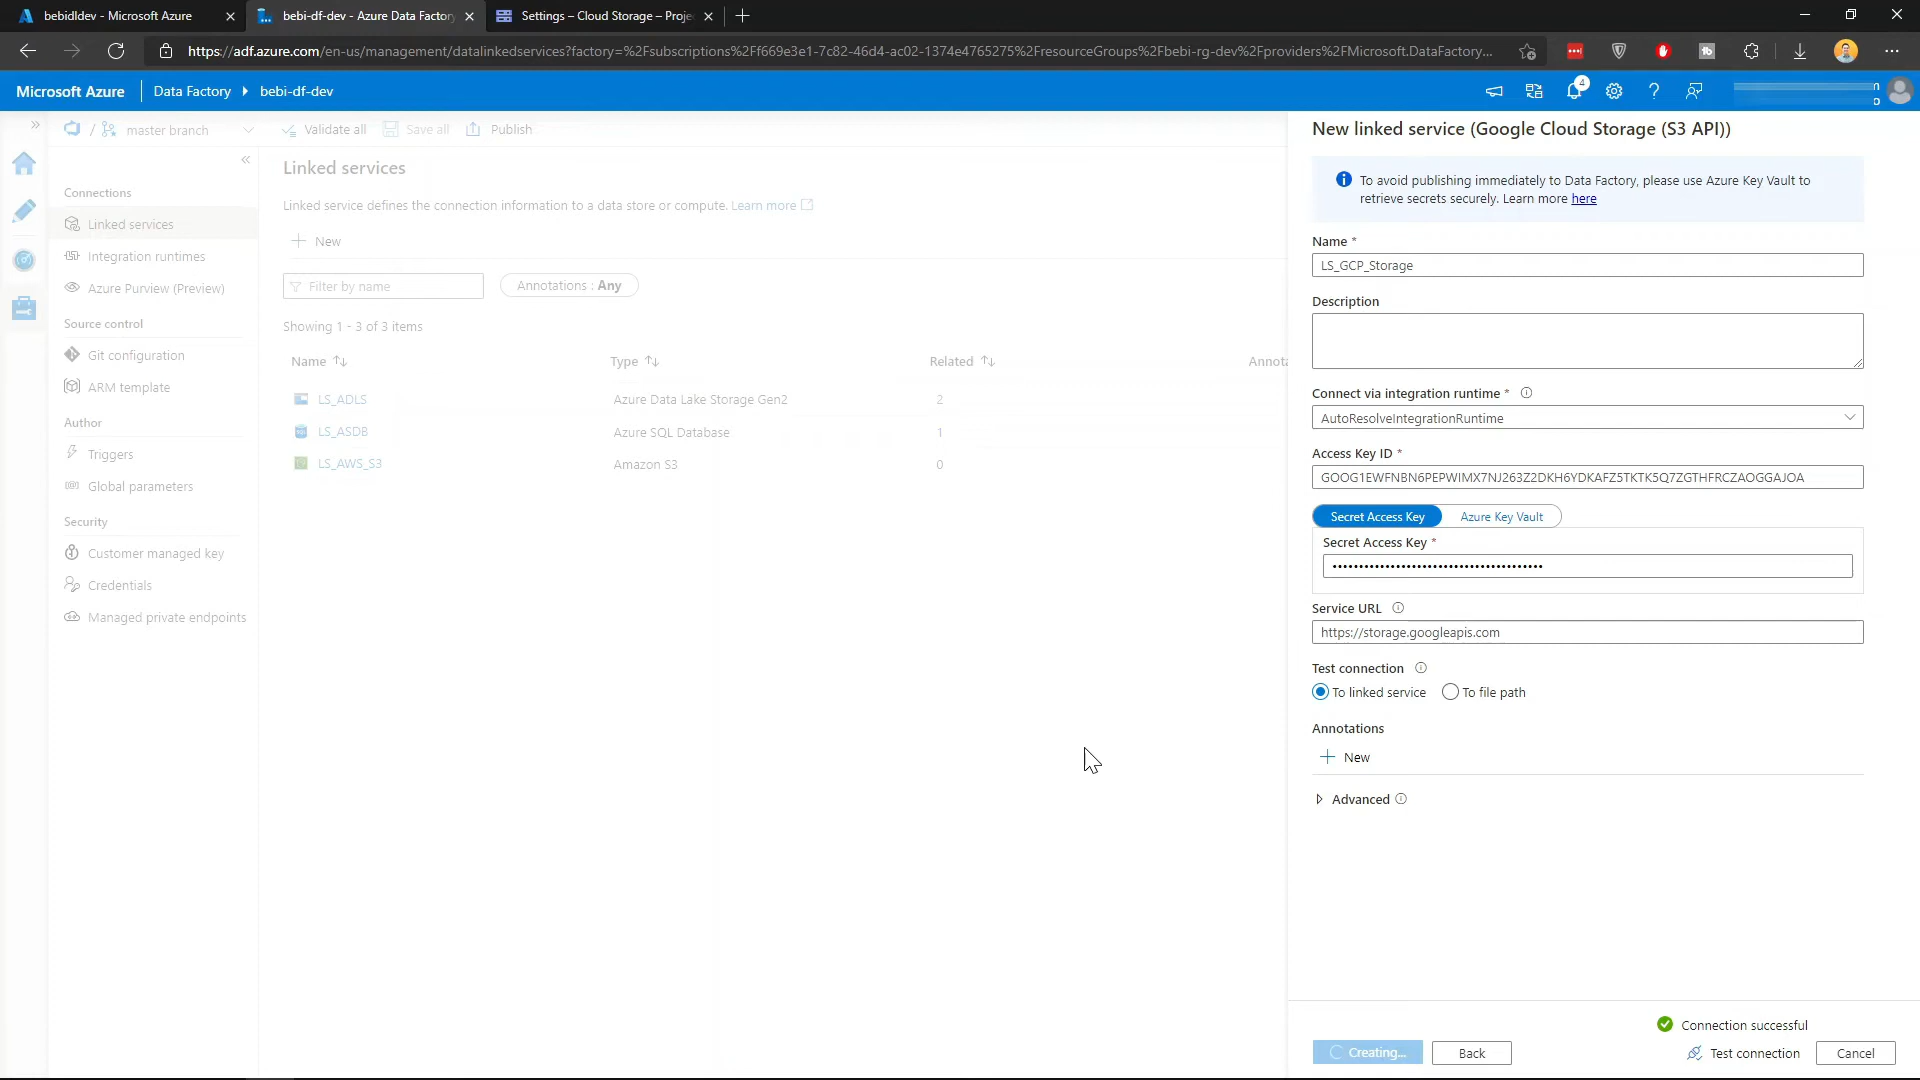 bebidldev - Microsoft Azure
bebi-df-dev - Azure Data Factory
Settings – Cloud Storage – Proje
https://adf.azure.com/en-us/management/datalinkedservices?factory=%2Fsubscriptions%2Ff669e3e1-7c82-46d4-ac02-1374e4765275%2FresourceGroups%2Fbebi-rg-dev%2Fproviders%2FMicrosoft.DataFactory...
Microsoft Azure
Data Factory
bebi-df-dev
4
/ master branch
Validate all
Save all
Publish
Connections
Linked services
Integration runtimes
Azure Purview (Preview)
Source control
Git configuration
ARM template
Author
Triggers
Global parameters
Security
Customer managed key
Credentials
Managed private endpoints
Linked services
Linked service defines the connection information to a data store or compute. Learn more
New
Filter by name
Annotations : Any
Showing 1 - 3 of 3 items
Name Type Related Annota
LS_ADLS Azure Data Lake Storage Gen2 2
LS_ASDB Azure SQL Database 1
LS_AWS_S3 Amazon S3 0
New linked service (Google Cloud Storage (S3 API))
To avoid publishing immediately to Data Factory, please use Azure Key Vault to
retrieve secrets securely. Learn more here
Name *
LS_GCP_Storage
Description
Connect via integration runtime *
AutoResolveIntegrationRuntime
Access Key ID *
GOOG1EWFNBN6PEPWIMX7NJ263Z2DKH6YDKAFZ5TKTK5Q7ZGTHFRCZAOGGAJOA
Secret Access Key
Azure Key Vault
Secret Access Key *
Service URL
https://storage.googleapis.com
Test connection
To linked service
To file path
Annotations
New
Advanced
Connection successful
Creating...
Back
Test connection
Cancel